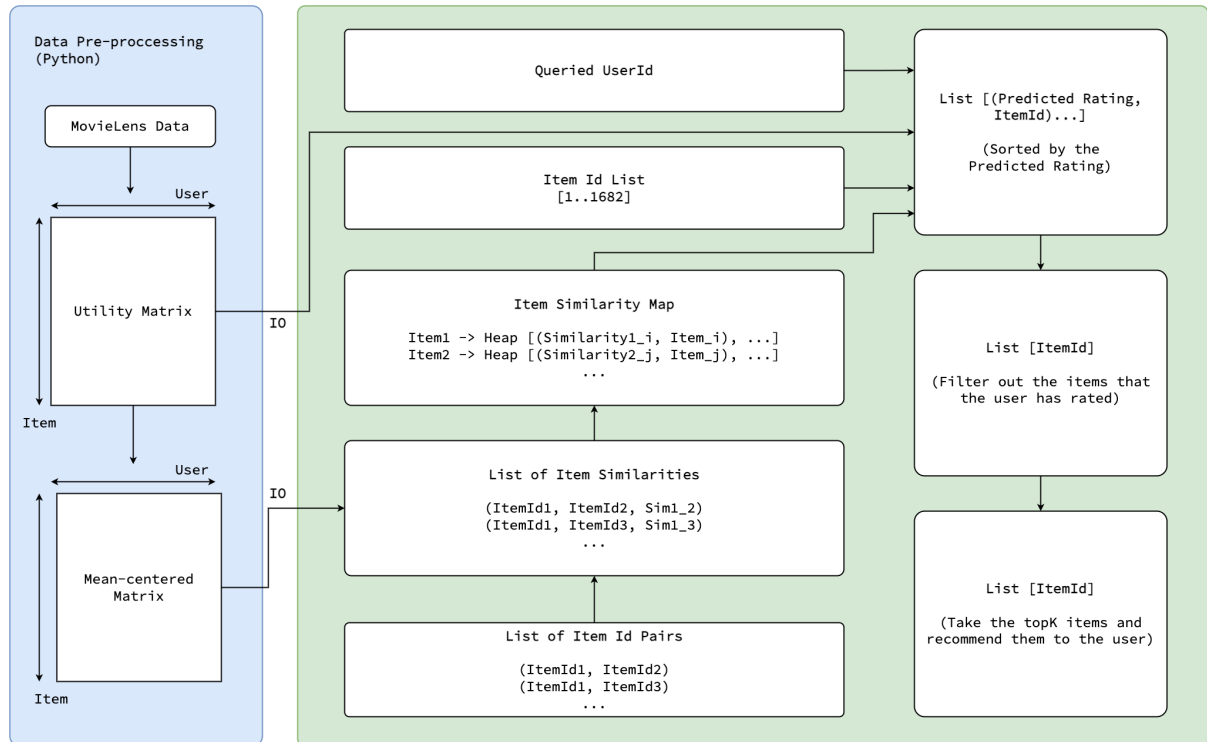 Data Pre-proccessing
(Python)
MovieLens Data
User
Utility Matrix
Item
User
Mean-centered
Matrix
Item
IO
IO
Queried UserId
Item Id List
[1..1682]
Item Similarity Map
Item1 -> Heap [(Similarity1_i, Item_i), ...]
Item2 -> Heap [(Similarity2_j, Item_j), ...]
...
List of Item Similarities
(ItemId1, ItemId2, Sim1_2)
(ItemId1, ItemId3, Sim1_3)
...
List of Item Id Pairs
(ItemId1, ItemId2)
(ItemId1, ItemId3)
...
List [(Predicted Rating,
ItemId)...]
(Sorted by the
Predicted Rating)
List [ItemId]
(Filter out the items that
the user has rated)
List [ItemId]
(Take the topK items and
recommend them to the user)